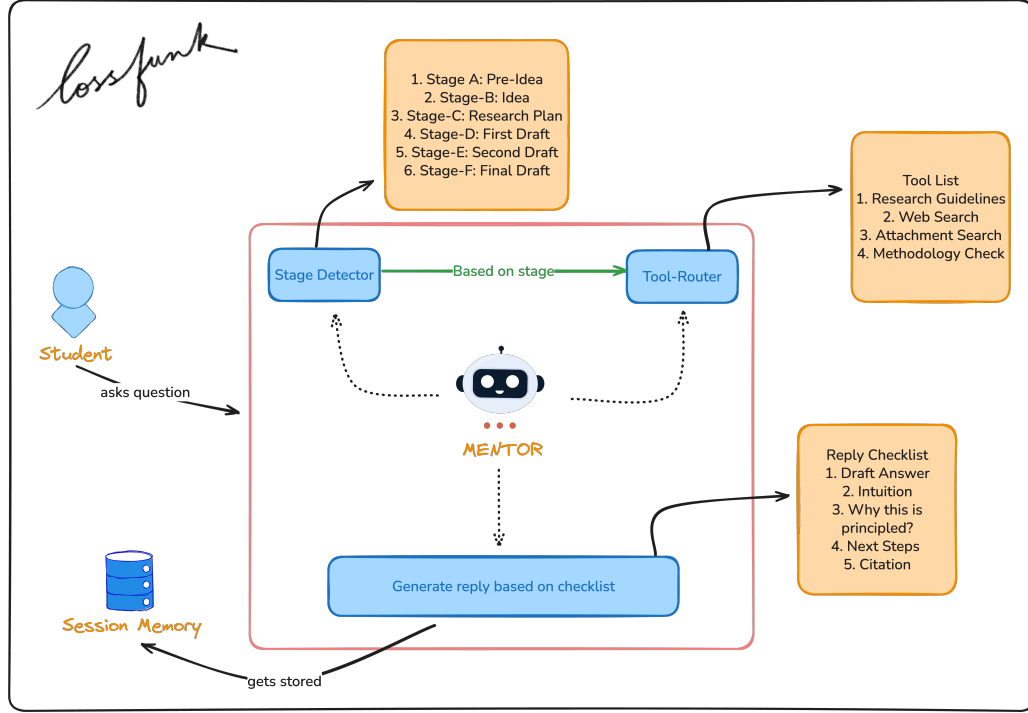 lossfunk
1. Stage A: Pre-Idea
2. Stage-B: Idea
3. Stage-C: Research Plan
4. Stage-D: First Draft
5. Stage-E: Second Draft
6. Stage-F: Final Draft
Tool List
1. Research Guidelines
2. Web Search
3. Attachment Search
4. Methodology Check
Stage Detector
Based on stage
Tool-Router
Student
asks question
MENTOR
Reply Checklist
1. Draft Answer
2. Intuition
3. Why this is
principled?
4. Next Steps
5. Citation
Generate reply based on checklist
Session Memory
gets stored